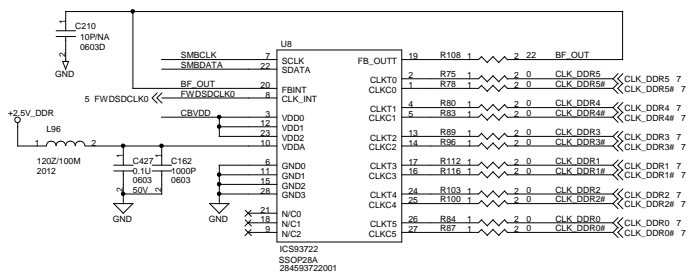 C210
10P/NA
0603D
1
2
GND
U8
SMBCLK 7 SCLK
SMBDATA 22 SDATA
BF_OUT 20 FBINT
5 FWDSDCLK0 FWDSDCLK0 8 CLK_INT
CBVDD 3 VDD0
12 VDD1
23 VDD2
10 VDDA
+2.5V_DDR
L96
1 2
120Z/100M
2012
1
C427
0.1U
0603
2
50V
1
C162
1000P
0603
2
GND
6 GND0
11 GND1
15 GND2
28 GND3
GND
21 N/C0
18 N/C1
9 N/C2
FB_OUTT 19 R108 1 2 22 BF_OUT
CLKT0 2 R75 1 2 0 CLK_DDR5 CLK_DDR5 7
CLKC0 1 R78 1 2 0 CLK_DDR5# CLK_DDR5# 7
CLKT1 4 R80 1 2 0 CLK_DDR4 CLK_DDR4 7
CLKC1 5 R83 1 2 0 CLK_DDR4# CLK_DDR4# 7
CLKT2 13 R89 1 2 0 CLK_DDR3 CLK_DDR3 7
CLKC2 14 R96 1 2 0 CLK_DDR3# CLK_DDR3# 7
CLKT3 17 R112 1 2 0 CLK_DDR1 CLK_DDR1 7
CLKC3 16 R116 1 2 0 CLK_DDR1# CLK_DDR1# 7
CLKT4 24 R103 1 2 0 CLK_DDR2 CLK_DDR2 7
CLKC4 25 R100 1 2 0 CLK_DDR2# CLK_DDR2# 7
CLKT5 26 R84 1 2 0 CLK_DDR0 CLK_DDR0 7
CLKC5 27 R87 1 2 0 CLK_DDR0# CLK_DDR0# 7
ICS93722
SSOP28A
284593722001